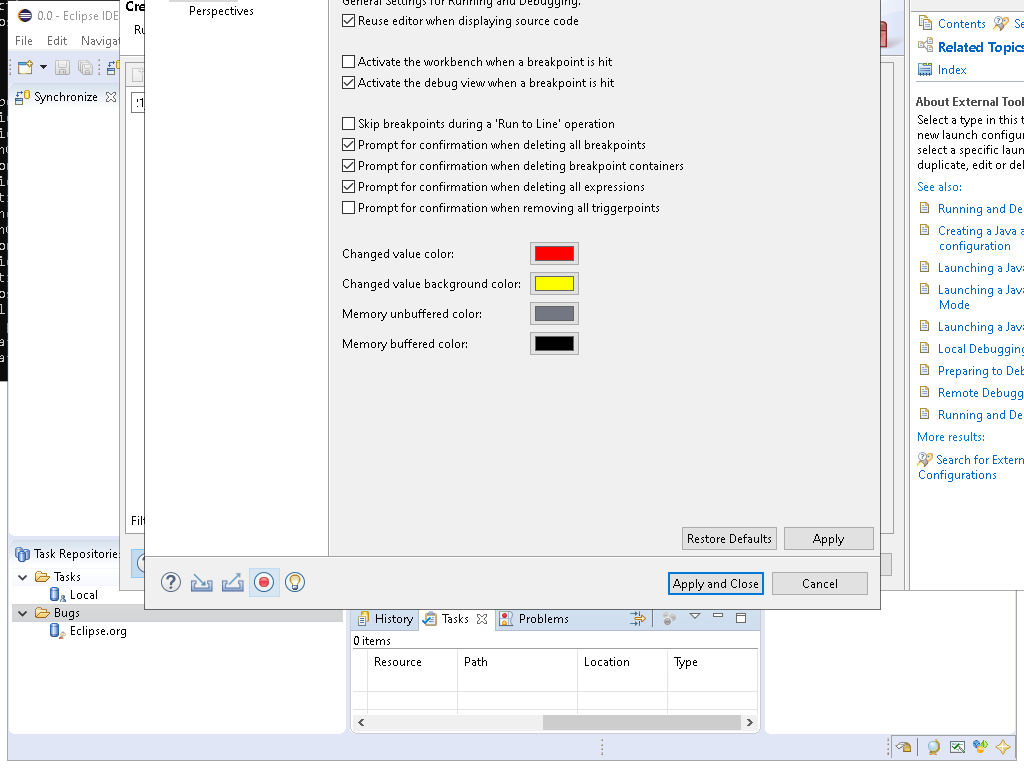 0.0 - Eclipse IDE
File Edit Navigat
Synchronize
Cre
Ru
Perspectives
General Settings for Running and Debugging.
Reuse editor when displaying source code
Activate the workbench when a breakpoint is hit
Activate the debug view when a breakpoint is hit
Skip breakpoints during a 'Run to Line' operation
Prompt for confirmation when deleting all breakpoints
Prompt for confirmation when deleting breakpoint containers
Prompt for confirmation when deleting all expressions
Prompt for confirmation when removing all triggerpoints
Changed value color:
Changed value background color:
Memory unbuffered color:
Memory buffered color:
Restore Defaults Apply
Apply and Close Cancel
Filt
Contents Se
Related Topics
Index
About External Tool
Select a type in this t
new launch configur
select a specific laun
duplicate, edit or del
See also:
Running and De
Creating a Java a
configuration
Launching a Java
Launching a Java
Mode
Launching a Java
Local Debugging
Preparing to Deb
Remote Debugg
Running and De
More results:
Search for Extern
Configurations
Task Repositories
Tasks
Local
Bugs
Eclipse.org
History Tasks Problems
0 items
Resource Path Location Type